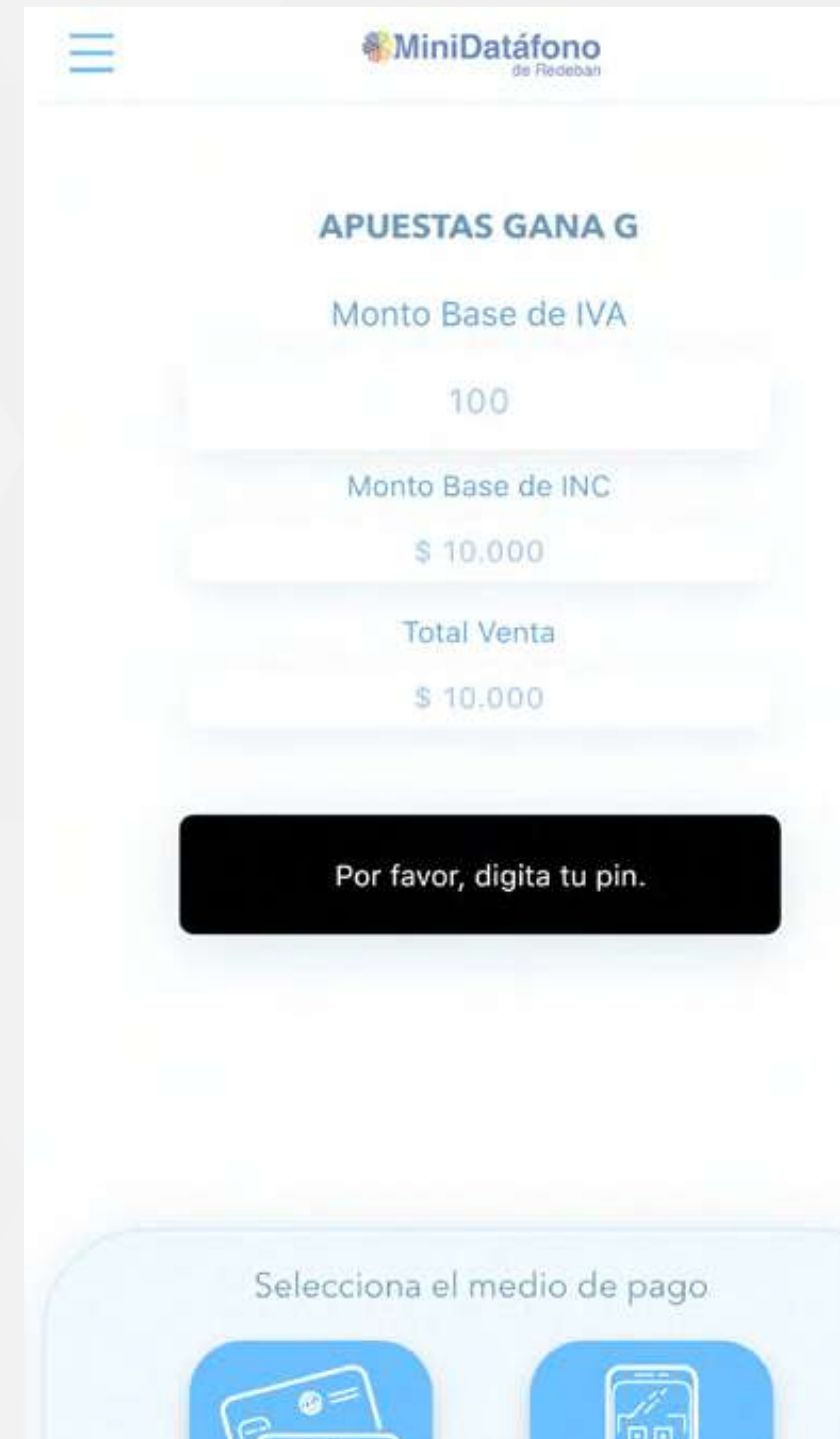 MiniDatáfono
de Redeban
APUESTAS GANA G
Monto Base de IVA
100
Monto Base de INC
$ 10.000
Total Venta
$ 10.000
Por favor, digita tu pin.
Selecciona el medio de pago